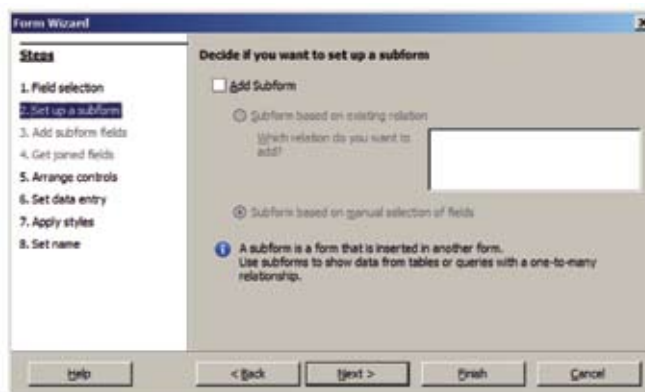 Form Wizard
Steps
1. Field selection
2. Set up a subform
3. Add subform fields
4. Get joined fields
5. Arrange controls
6. Set data entry
7. Apply styles
8. Set name
Decide if you want to set up a subform
Add Subform
Subform based on existing relation
Which relation do you want to
add?
Subform based on manual selection of fields
A subform is a form that is inserted in another form.
Use subforms to show data from tables or queries with a one-to-many
relationship.
Help
< Back
Next >
Finish
Cancel